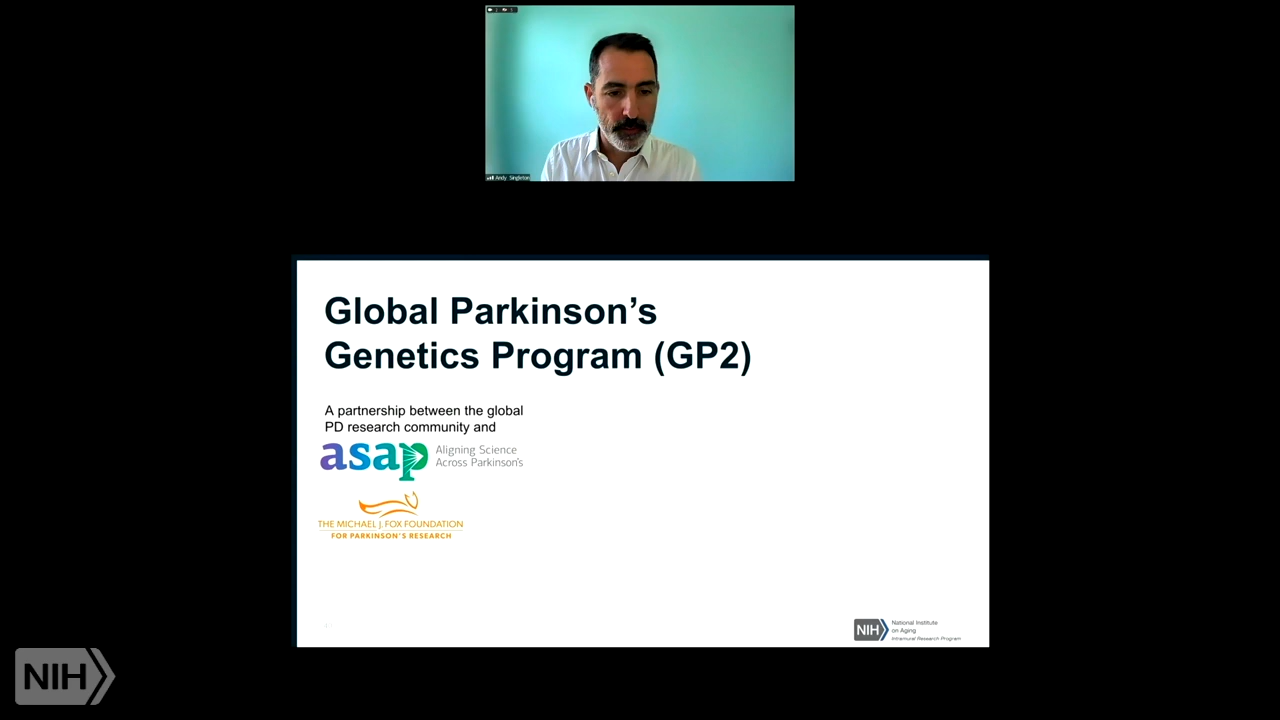 Andy Singleton
Global Parkinson's
Genetics Program (GP2)
A partnership between the global
PD research community and
asap Aligning Science
Across Parkinson's
THE MICHAEL J. FOX FOUNDATION
FOR PARKINSON'S RESEARCH
NIH National Institute
on Aging
Intramural Research Program
NIH